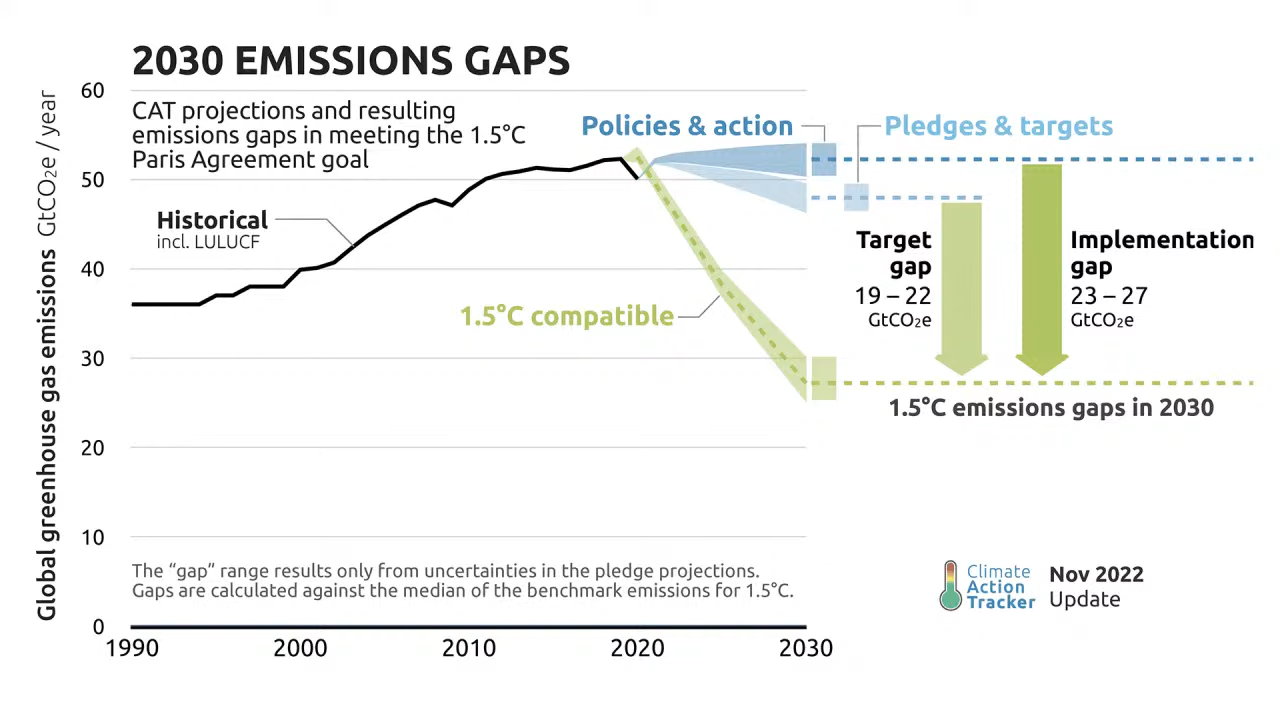 2030 EMISSIONS GAPS
CAT projections and resulting
emissions gaps in meeting the 1.5°C
Paris Agreement goal
Global greenhouse gas emissions GtCO₂e / year
60
50
40
30
20
10
0
1990
2000
2010
2020
2030
Historical
incl. LULUCF
Policies & action
Pledges & targets
1.5°C compatible
Target
gap
19 – 22
GtCO₂e
Implementation
gap
23 – 27
GtCO₂e
1.5°C emissions gaps in 2030
The “gap” range results only from uncertainties in the pledge projections.
Gaps are calculated against the median of the benchmark emissions for 1.5°C.
Climate
Action
Tracker
Nov 2022
Update